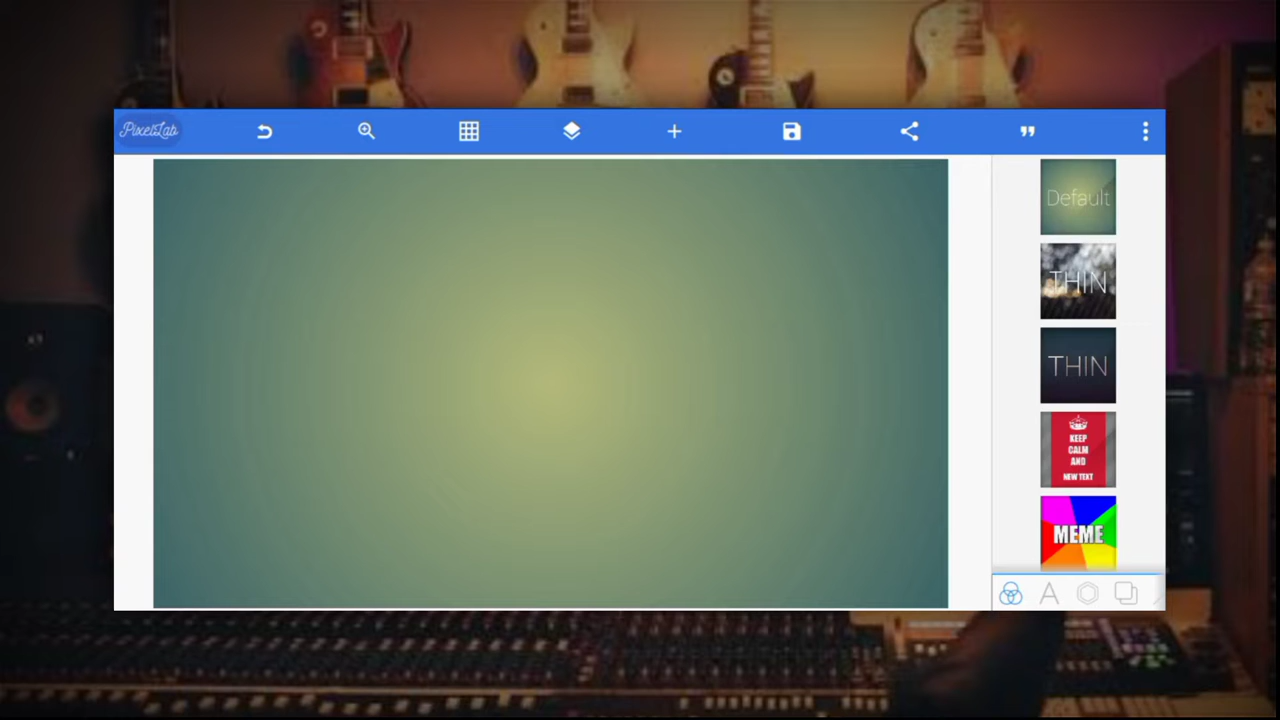 PixelLab
Default
THIN
THIN
KEEP
CALM
AND
NEW TEXT
MEME